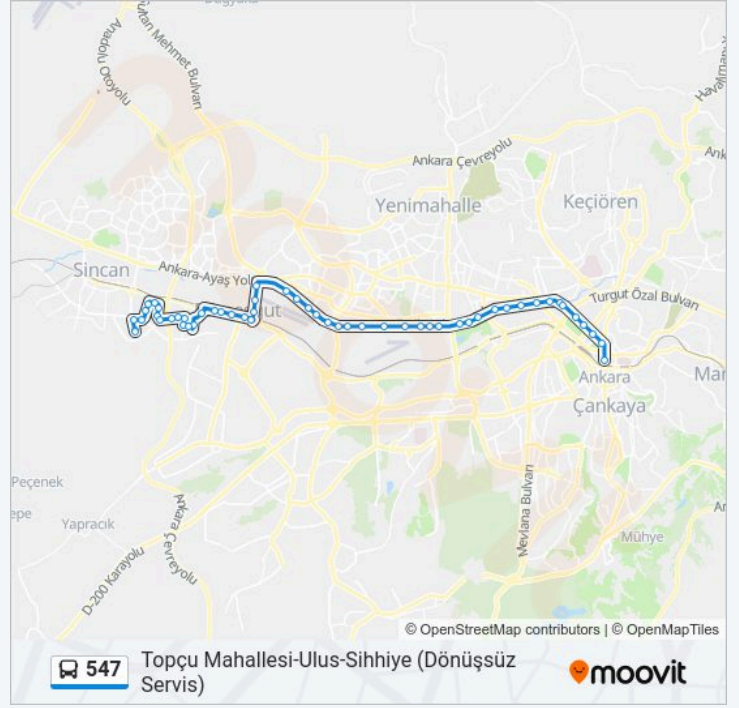 Sultan Mehmet Bulvarı
Anadolu Otoyolu
Ankara Çevreyolu
Yenimahalle
Keçiören
Sincan
Ankara-Ayaş Yolu
Turgut Özal Bulvarı
Ankara
Çankaya
Peçenek
Yapracık
Ankara Çevreyolu
D-200 Karayolu
Mevlana Bulvarı
Mühye
© OpenStreetMap contributors | © OpenMapTiles
547
Topçu Mahallesi-Ulus-Sihhiye (Dönüşsüz
Servis)
moovit